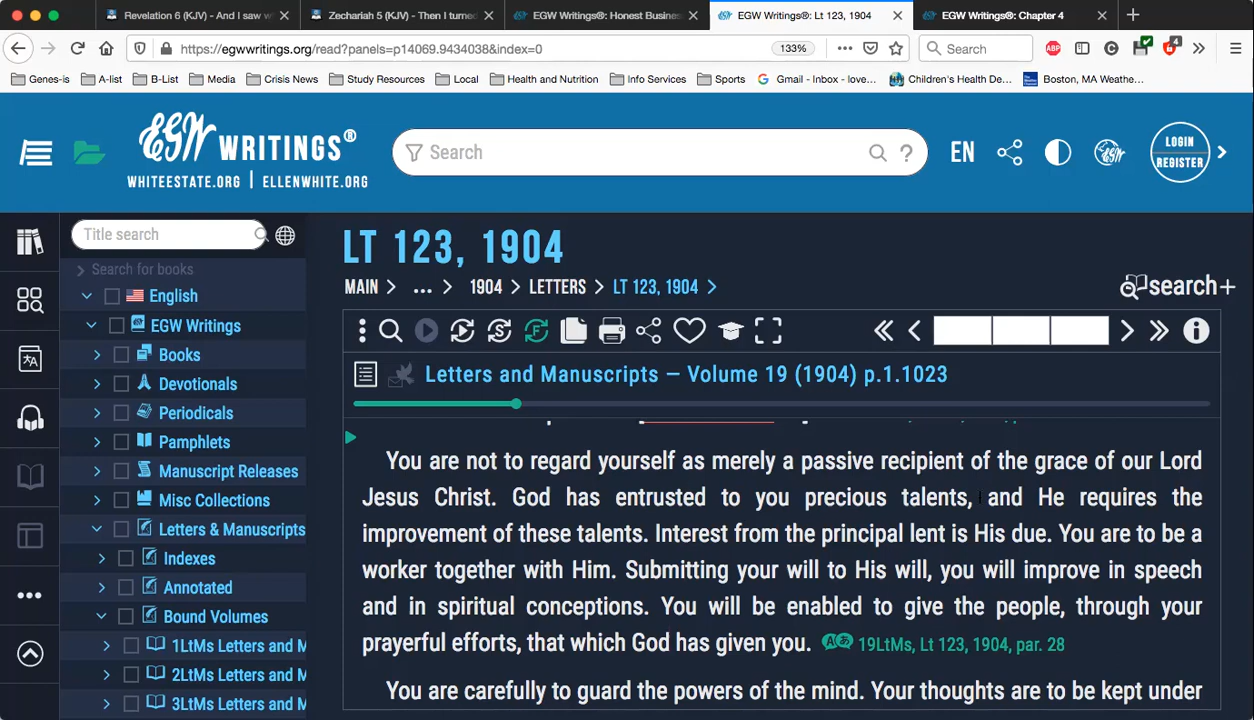 Revelation 6 (KJV) - And I saw w
Zechariah 5 (KJV) - Then I turned
EGW Writings®: Honest Busines
EGW Writings®: Lt 123, 1904
EGW Writings®: Chapter 4
https://egwwritings.org/read?panels=p14069.9434038&index=0
133%
Search
ABP
4
Genes-is
A-list
B-List
Media
Crisis News
Study Resources
Local
Health and Nutrition
Info Services
Sports
Gmail - Inbox - love...
Children's Health De...
Boston, MA Weathe...
EGW WRITINGS®
WHITEESTATE.ORG | ELLENWHITE.ORG
Search
EN
LOGIN
REGISTER
Title search
Search for books
English
EGW Writings
Books
Devotionals
Periodicals
Pamphlets
Manuscript Releases
Misc Collections
Letters & Manuscripts
Indexes
Annotated
Bound Volumes
1LtMs Letters and M
2LtMs Letters and M
3LtMs Letters and M
LT 123, 1904
MAIN > ... > 1904 > LETTERS > LT 123, 1904 >
search+
Letters and Manuscripts — Volume 19 (1904) p.1.1023
You are not to regard yourself as merely a passive recipient of the grace of our Lord
Jesus Christ. God has entrusted to you precious talents, and He requires the
improvement of these talents. Interest from the principal lent is His due. You are to be a
worker together with Him. Submitting your will to His will, you will improve in speech
and in spiritual conceptions. You will be enabled to give the people, through your
prayerful efforts, that which God has given you. 19LtMs, Lt 123, 1904, par. 28
You are carefully to guard the powers of the mind. Your thoughts are to be kept under